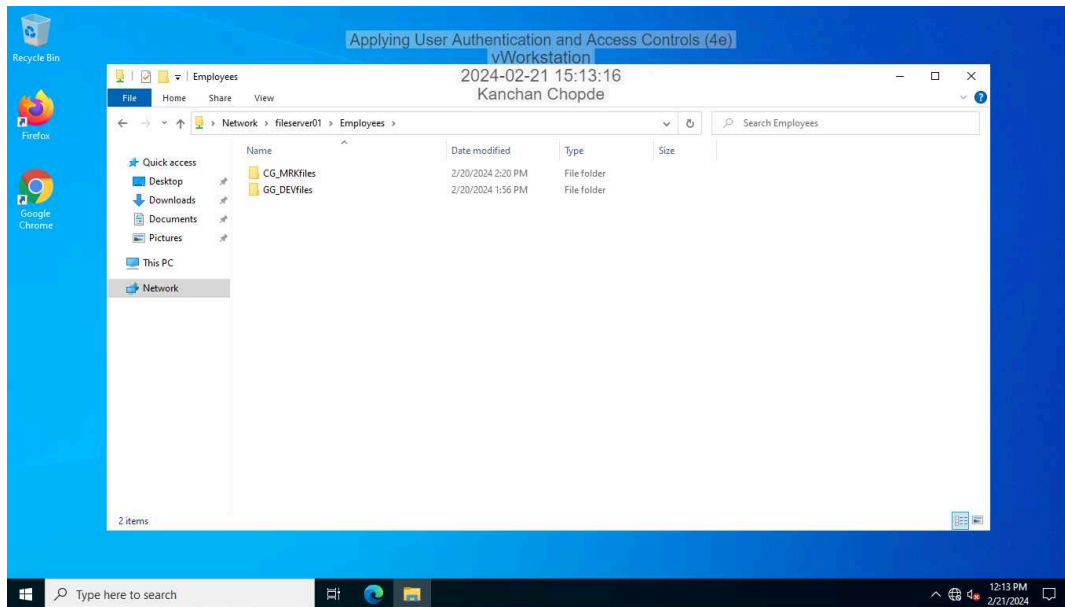 Recycle Bin
Applying User Authentication and Access Controls (4e)
vWorkstation
2024-02-21 15:13:16
Kanchan Chopde
Employees
File Home Share View
Network > fileserver01 > Employees >
Search Employees
Firefox
Google
Chrome
Quick access
Desktop
Downloads
Documents
Pictures
This PC
Network
Name Date modified Type Size
CG_MRKfiles 2/20/2024 2:20 PM File folder
GG_DEVfiles 2/20/2024 1:56 PM File folder
2 items
Type here to search
12:13 PM
2/21/2024